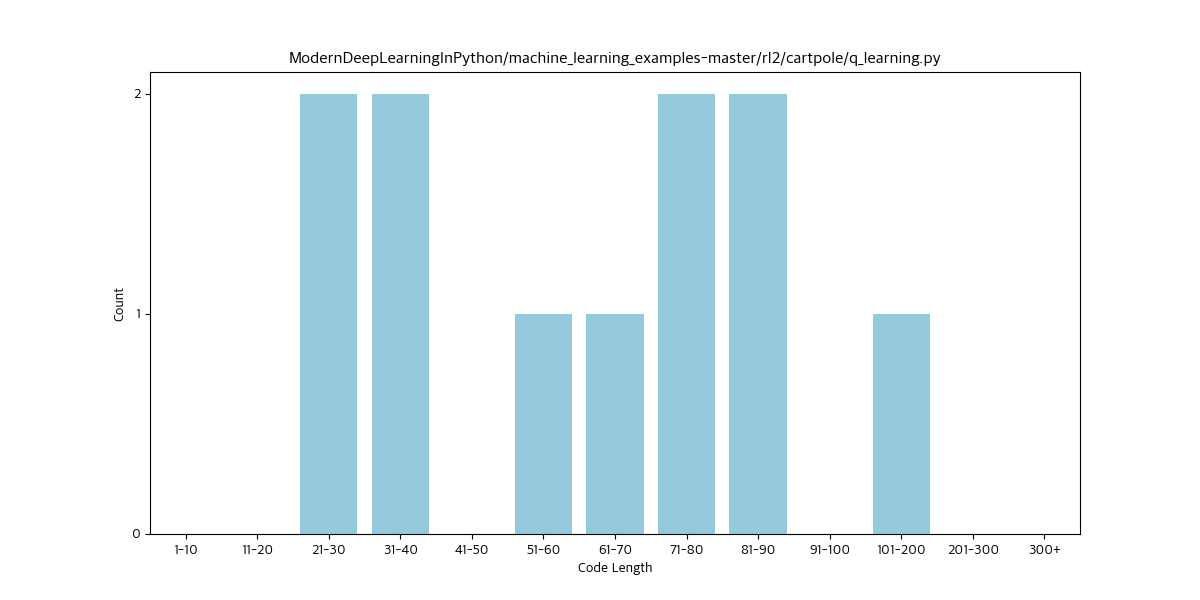 ModernDeepLearningInPython/machine_learning_examples-master/rl2/cartpole/q_learning.py
2
1
0
Count
1-10 11-20 21-30 31-40 41-50 51-60 61-70 71-80 81-90 91-100 101-200 201-300 300+
Code Length